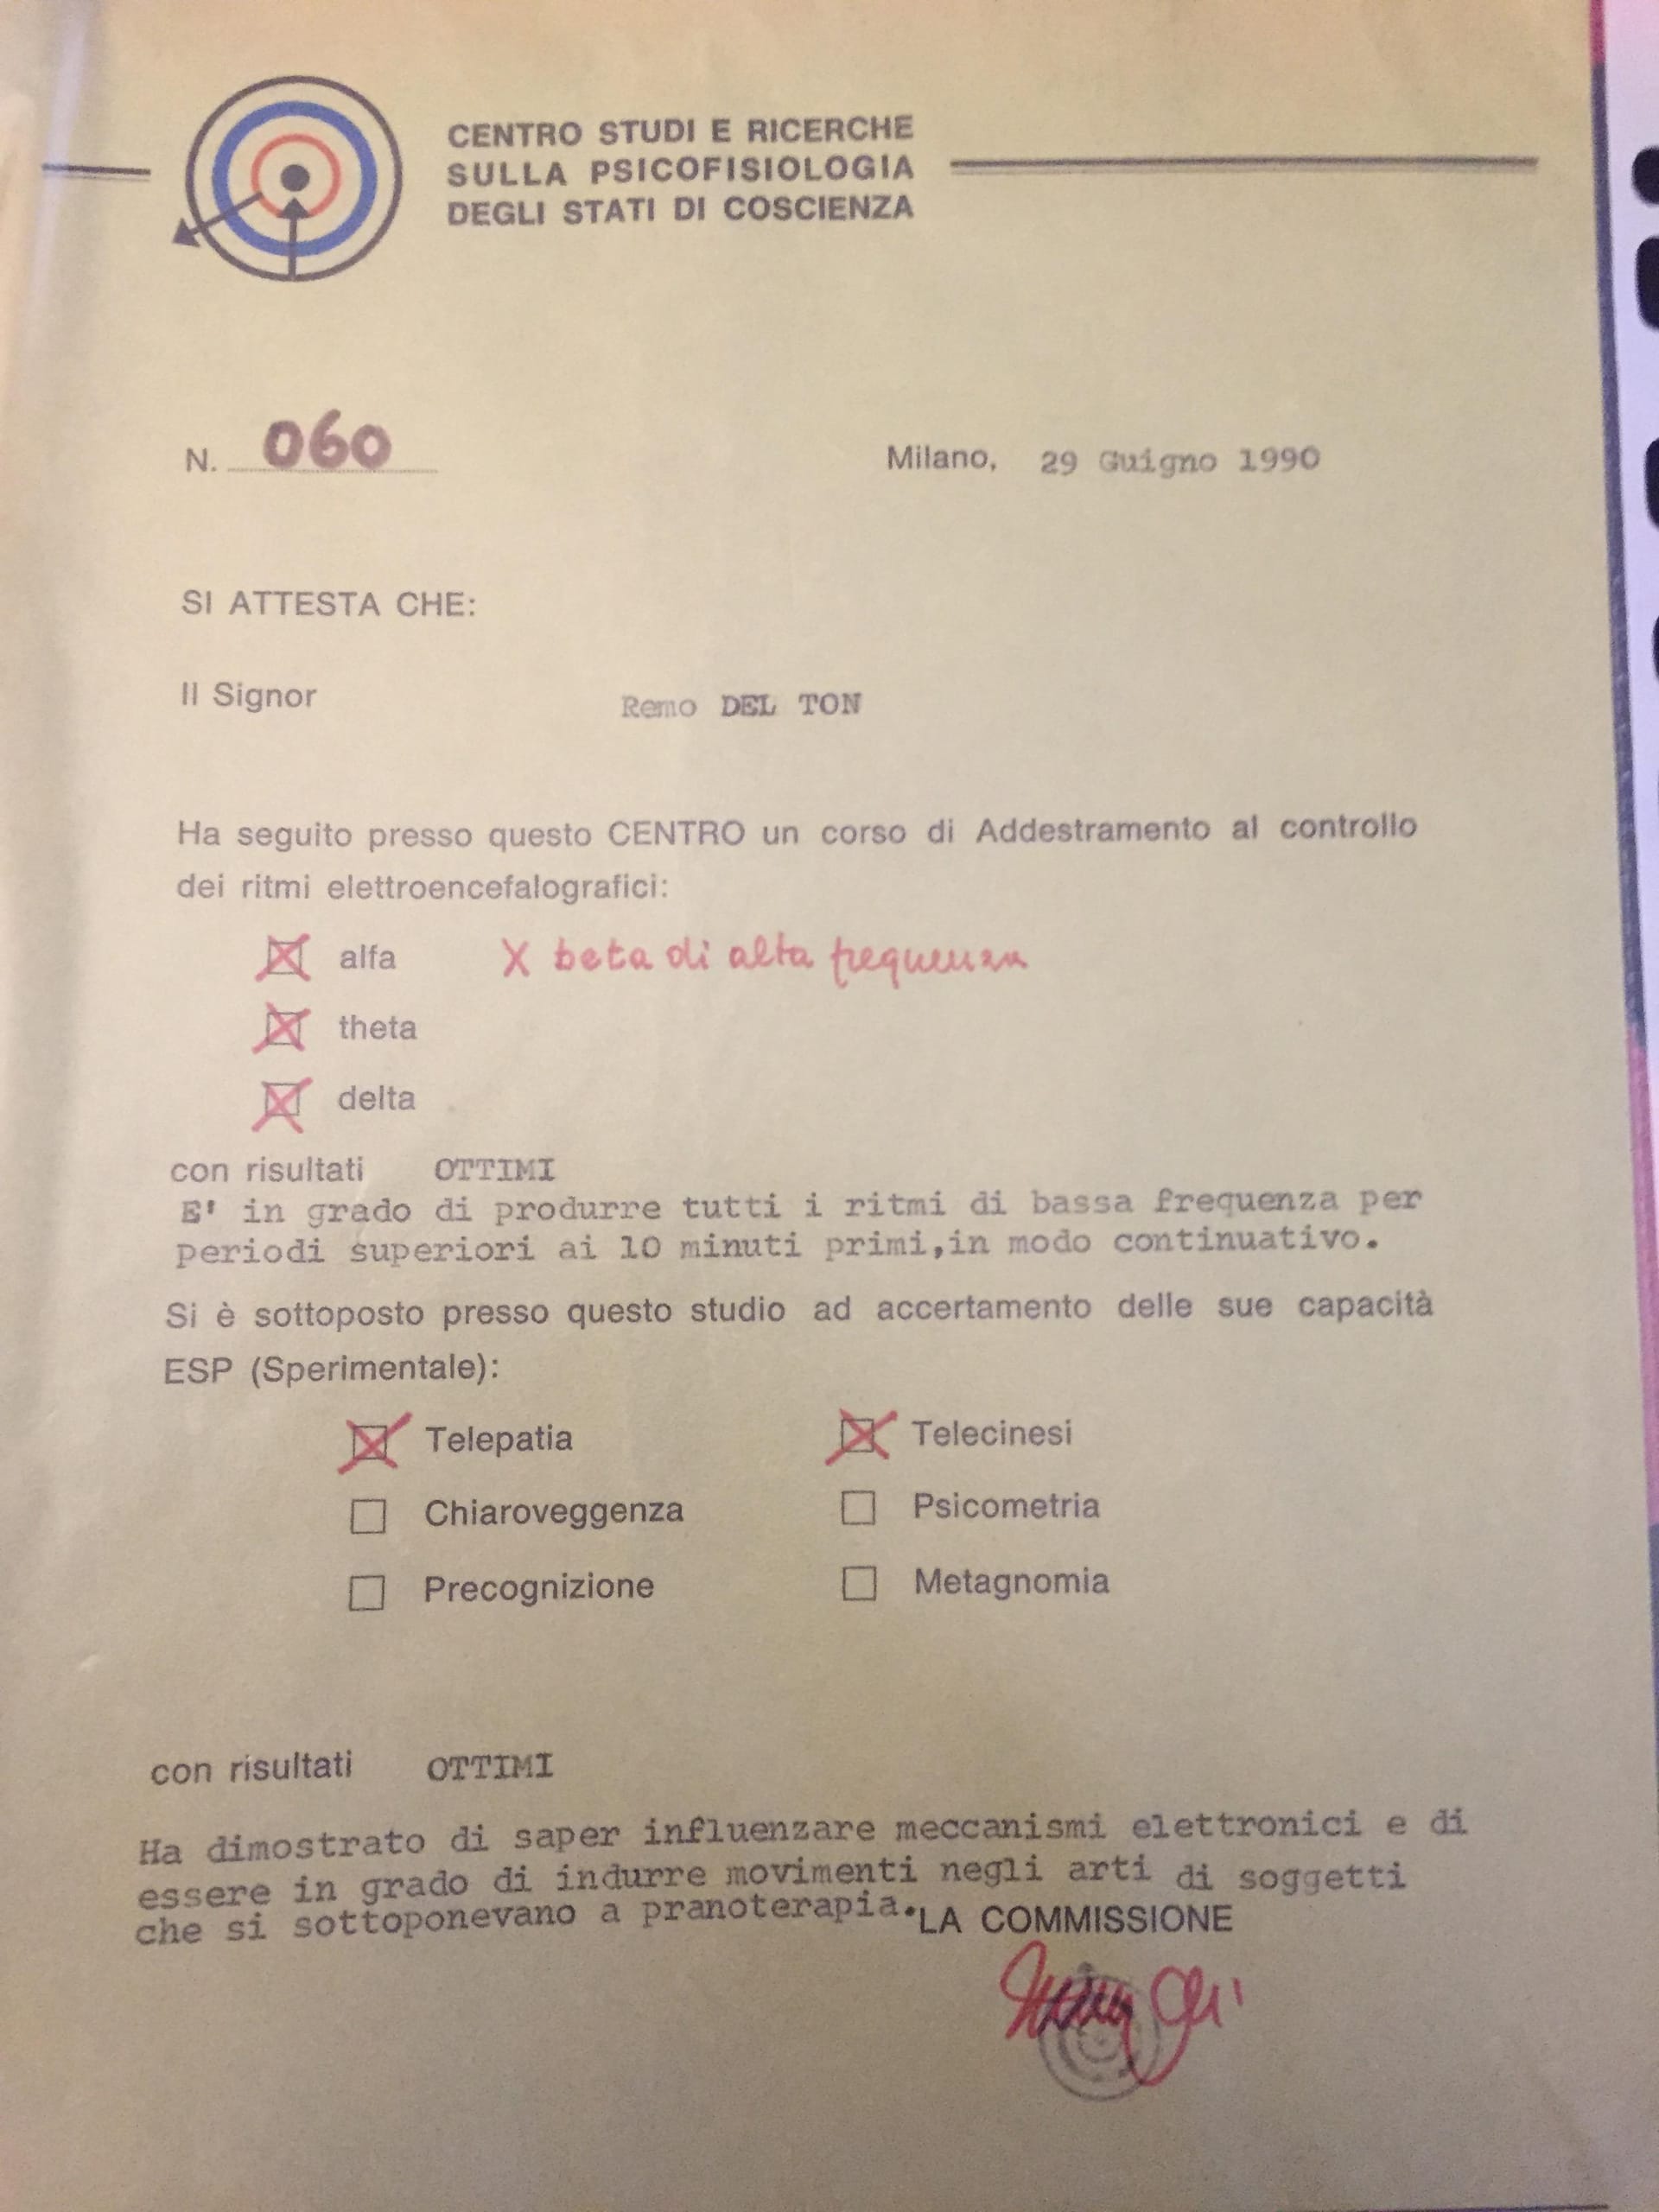 CENTRO STUDI E RICERCHE
SULLA PSICOFISIOLOGIA
DEGLI STATI DI COSCIENZA
N. 060
Milano, 29 Guigno 1990
SI ATTESTA CHE:
Il Signor Remo DEL TON
Ha seguito presso questo CENTRO un corso di Addestramento al controllo
dei ritmi elettroencefalografici:
alfa X beta di alta frequenza
theta
delta
con risultati OTTIMI
E' in grado di produrre tutti i ritmi di bassa frequenza per
periodi superiori ai 10 minuti primi,in modo continuativo.
Si è sottoposto presso questo studio ad accertamento delle sue capacità
ESP (Sperimentale):
Telepatia Telecinesi
Chiaroveggenza Psicometria
Precognizione Metagnomia
con risultati OTTIMI
Ha dimostrato di saper influenzare meccanismi elettronici e di
essere in grado di indurre movimenti negli arti di soggetti
che si sottoponevano a pranoterapia.
LA COMMISSIONE